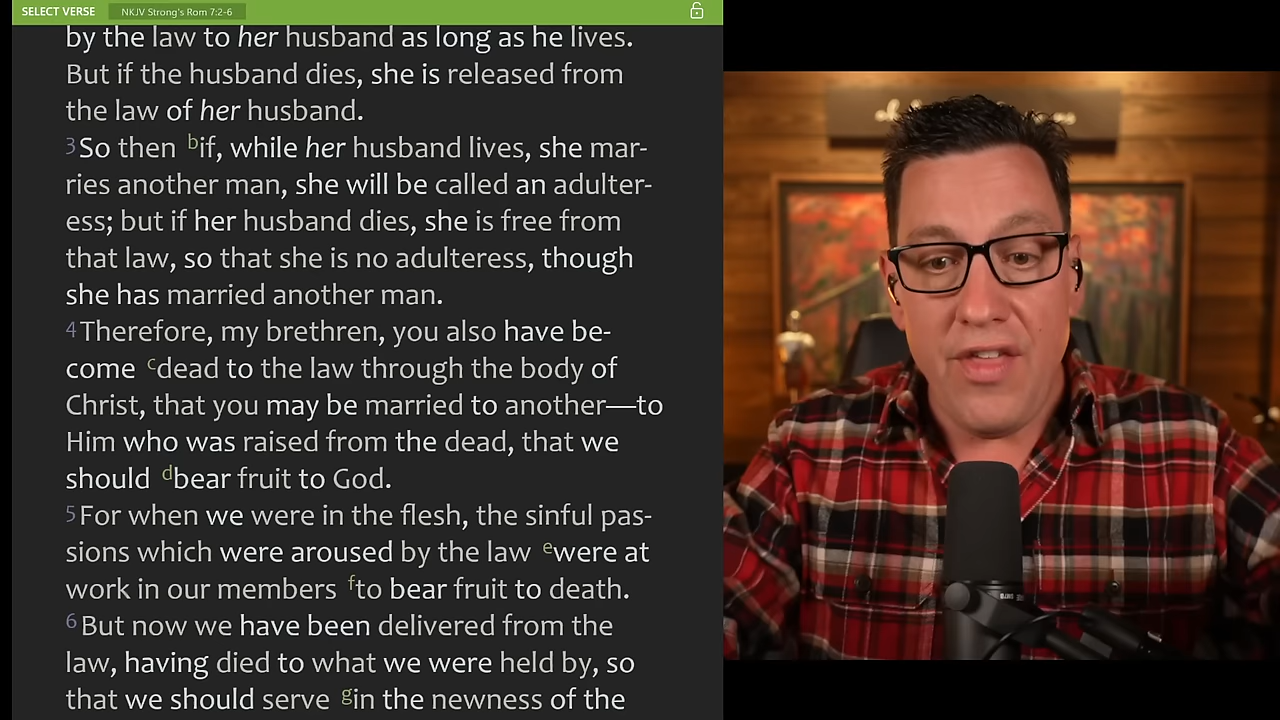 SELECT VERSE NKJV Strong's Rom 7:2-6
by the law to her husband as long as he lives.
But if the husband dies, she is released from
the law of her husband.
3 So then bif, while her husband lives, she mar-
ries another man, she will be called an adulter-
ess; but if her husband dies, she is free from
that law, so that she is no adulteress, though
she has married another man.
4 Therefore, my brethren, you also have be-
come cdead to the law through the body of
Christ, that you may be married to another—to
Him who was raised from the dead, that we
should dbear fruit to God.
5 For when we were in the flesh, the sinful pas-
sions which were aroused by the law ewere at
work in our members fto bear fruit to death.
6 But now we have been delivered from the
law, having died to what we were held by, so
that we should serve gin the newness of the